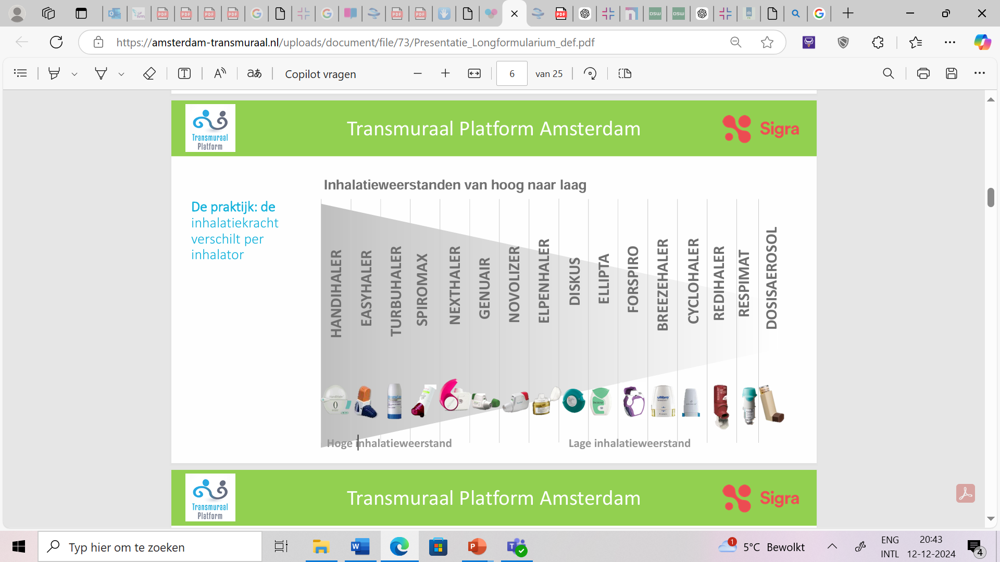 https://amsterdam-transmuraal.nl/uploads/document/file/73/Presentatie_Longformularium_def.pdf
Copilot vragen
6 van 25
Transmuraal Platform
Transmuraal Platform Amsterdam
Sigra
De praktijk: de
inhalatiekracht
verschilt per
inhalator
Inhalatieweerstanden van hoog naar laag
HANDIHALER
EASYHALER
TURBUHALER
SPIROMAX
NEXTHALER
GENUAIR
NOVOLIZER
ELPENHALER
DISKUS
ELLIPTA
FORSPIRO
BREEZEHALER
CYCLOHALER
REDIHALER
RESPIMAT
DOSISAEROSOL
ultibro
Hoge inhalatieweerstand
Lage inhalatieweerstand
Transmuraal Platform
Transmuraal Platform Amsterdam
Sigra
Typ hier om te zoeken
1
5°C Bewolkt
ENG
INTL
20:43
12-12-2024
4